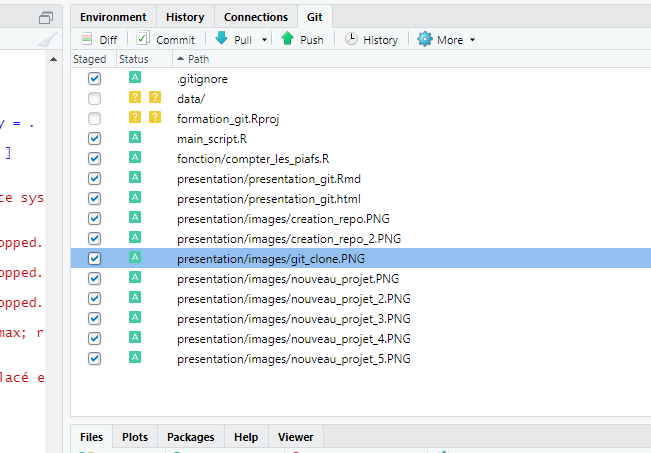 Environment History Connections Git
Diff Commit Pull Push History More
Staged Status Path
A .gitignore
? ? data/
? ? formation_git.Rproj
y = . A main_script.R
] A fonction/compter_les_piafs.R
A presentation/presentation_git.Rmd
te sys A presentation/presentation_git.html
A presentation/images/creation_repo.PNG
opped. A presentation/images/creation_repo_2.PNG
A presentation/images/git_clone.PNG
opped. A presentation/images/nouveau_projet.PNG
opped. A presentation/images/nouveau_projet_2.PNG
A presentation/images/nouveau_projet_3.PNG
max; r A presentation/images/nouveau_projet_4.PNG
A presentation/images/nouveau_projet_5.PNG
lacé e
Files Plots Packages Help Viewer